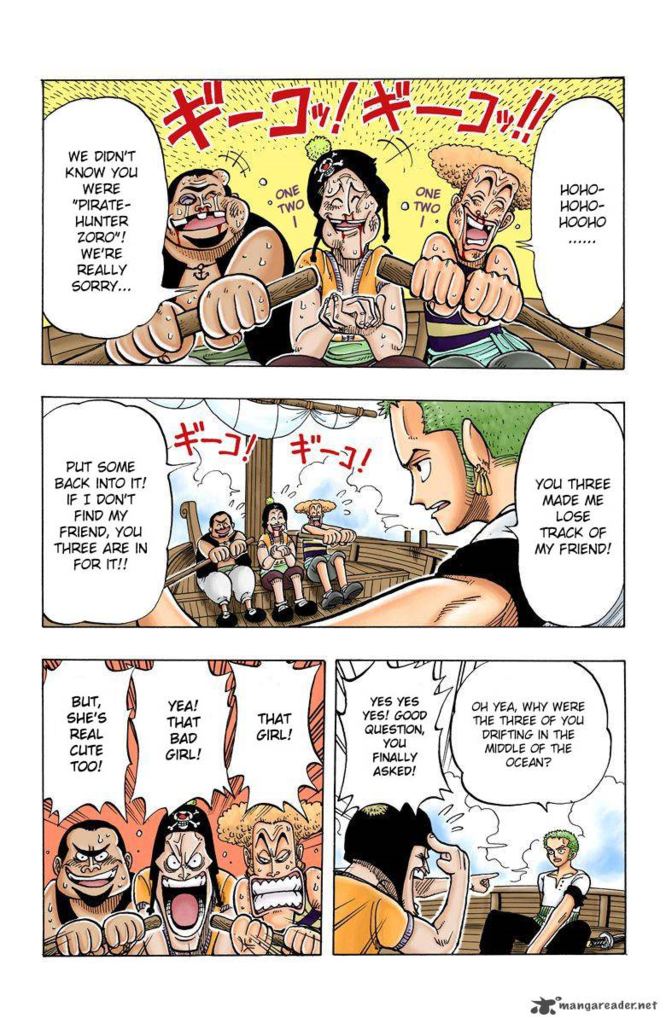 HOHO-
HOHO-
HOOHO
......
ギーコッ!ギーコッ!!
ONE
TWO
ONE
TWO
WE DIDN'T
KNOW YOU
WERE
"PIRATE-
HUNTER
ZORO"!
WE'RE
REALLY
SORRY...
YOU THREE
MADE ME
LOSE
TRACK OF
MY FRIEND!
ギーコ!
ギーコ!
PUT SOME
BACK INTO IT!
IF I DON'T
FIND MY
FRIEND, YOU
THREE ARE IN
FOR IT!!
OH YEA, WHY WERE
THE THREE OF YOU
DRIFTING IN THE
MIDDLE OF THE
OCEAN?
YES YES
YES! GOOD
QUESTION,
YOU
FINALLY
ASKED!
THAT
GIRL!
YEA!
THAT
BAD
GIRL!
BUT,
SHE'S
REAL
CUTE
TOO!
mangareader.net